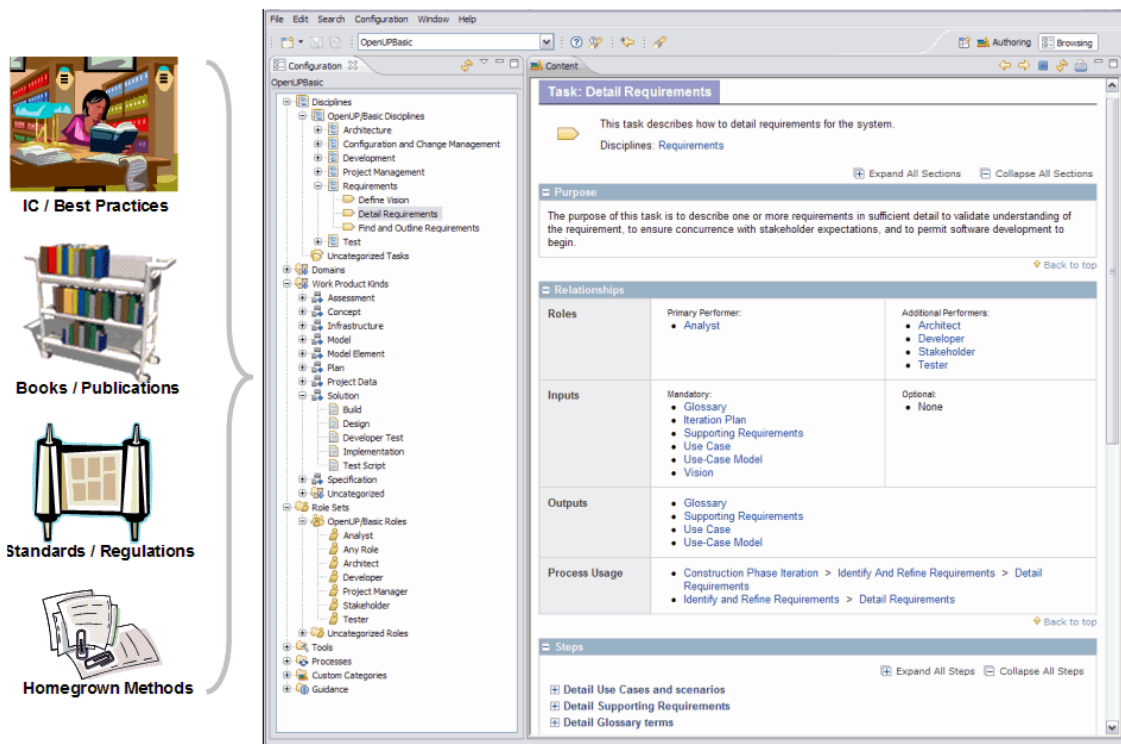 IC / Best Practices
Books / Publications
Standards / Regulations
Homegrown Methods
File Edit Search Configuration Window Help
OpenUPBasic
Authoring Browsing
Configuration
OpenUPBasic
Disciplines
OpenUP/Basic Disciplines
Architecture
Configuration and Change Management
Development
Project Management
Requirements
Define Vision
Detail Requirements
Find and Outline Requirements
Test
Uncategorized Tasks
Domains
Work Product Kinds
Assessment
Concept
Infrastructure
Model
Model Element
Plan
Project Data
Solution
Build
Design
Developer Test
Implementation
Test Script
Specification
Uncategorized
Role Sets
OpenUP/Basic Roles
Analyst
Any Role
Architect
Developer
Project Manager
Stakeholder
Tester
Uncategorized Roles
Tools
Processes
Custom Categories
Guidance
Content
Task: Detail Requirements
This task describes how to detail requirements for the system.
Disciplines: Requirements
Expand All Sections Collapse All Sections
Purpose
The purpose of this task is to describe one or more requirements in sufficient detail to validate understanding of
the requirement, to ensure concurrence with stakeholder expectations, and to permit software development to
begin.
Back to top
Relationships
Roles
Primary Performer:
Analyst
Additional Performers:
Architect
Developer
Stakeholder
Tester
Inputs
Mandatory:
Glossary
Iteration Plan
Supporting Requirements
Use Case
Use-Case Model
Vision
Optional:
None
Outputs
Glossary
Supporting Requirements
Use Case
Use-Case Model
Process Usage
Construction Phase Iteration > Identify And Refine Requirements > Detail
Requirements
Identify and Refine Requirements > Detail Requirements
Back to top
Steps
Expand All Steps Collapse All Steps
Detail Use Cases and scenarios
Detail Supporting Requirements
Detail Glossary terms